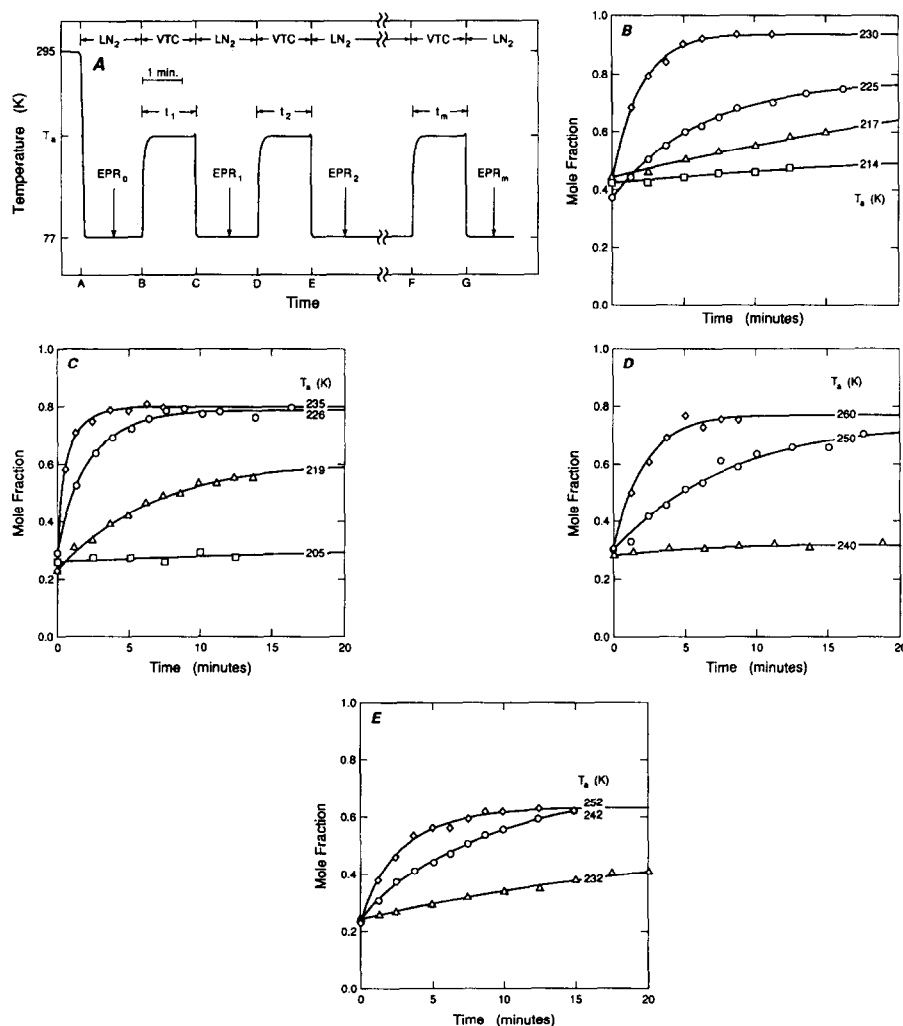 LN2 VTC LN2 VTC LN2 VTC LN2
A
295
1 min.
t1 t2 tm
Ta
EPR0 EPR1 EPR2 EPRm
77
Temperature (K)
A B C D E F G
Time
B
1.0
0.8
0.6
0.4
0.2
0.0
Mole Fraction
230
225
217
214
Ta (K)
0 5 10 15 20
Time (minutes)
C
1.0
0.8
0.6
0.4
0.2
0.0
Mole Fraction
Ta (K)
235
226
219
205
0 5 10 15 20
Time (minutes)
D
1.0
0.8
0.6
0.4
0.2
0.0
Mole Fraction
Ta (K)
260
250
240
0 5 10 15 20
Time (minutes)
E
1.0
0.8
0.6
0.4
0.2
0.0
Mole Fraction
Ta (K)
252
242
232
0 5 10 15 20
Time (minutes)